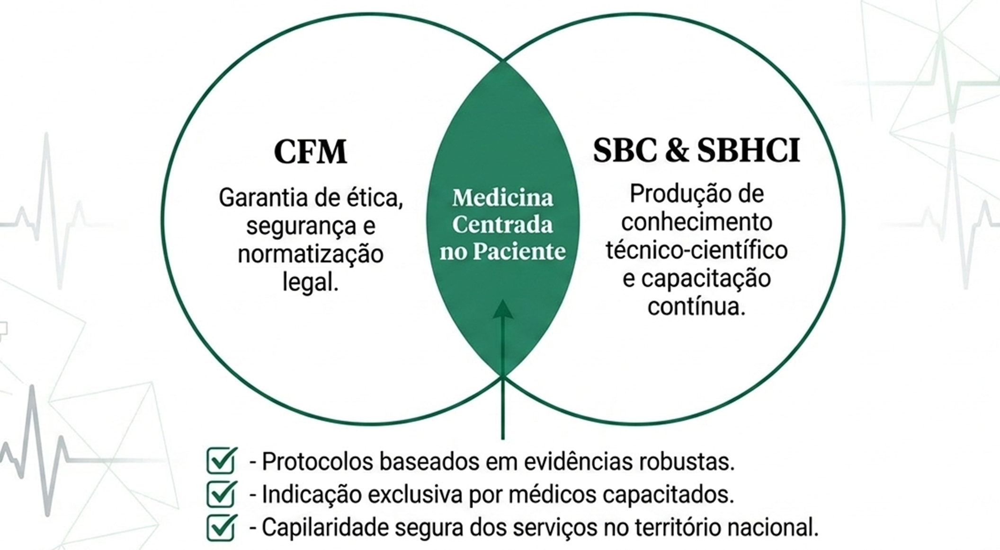 CFM
Garantia de ética,
segurança e
normatização
legal.
Medicina
Centrada
no Paciente
SBC & SBHCI
Produção de
conhecimento
técnico-científico
e capacitação
contínua.
- Protocolos baseados em evidências robustas.
- Indicação exclusiva por médicos capacitados.
- Capilaridade segura dos serviços no território nacional.